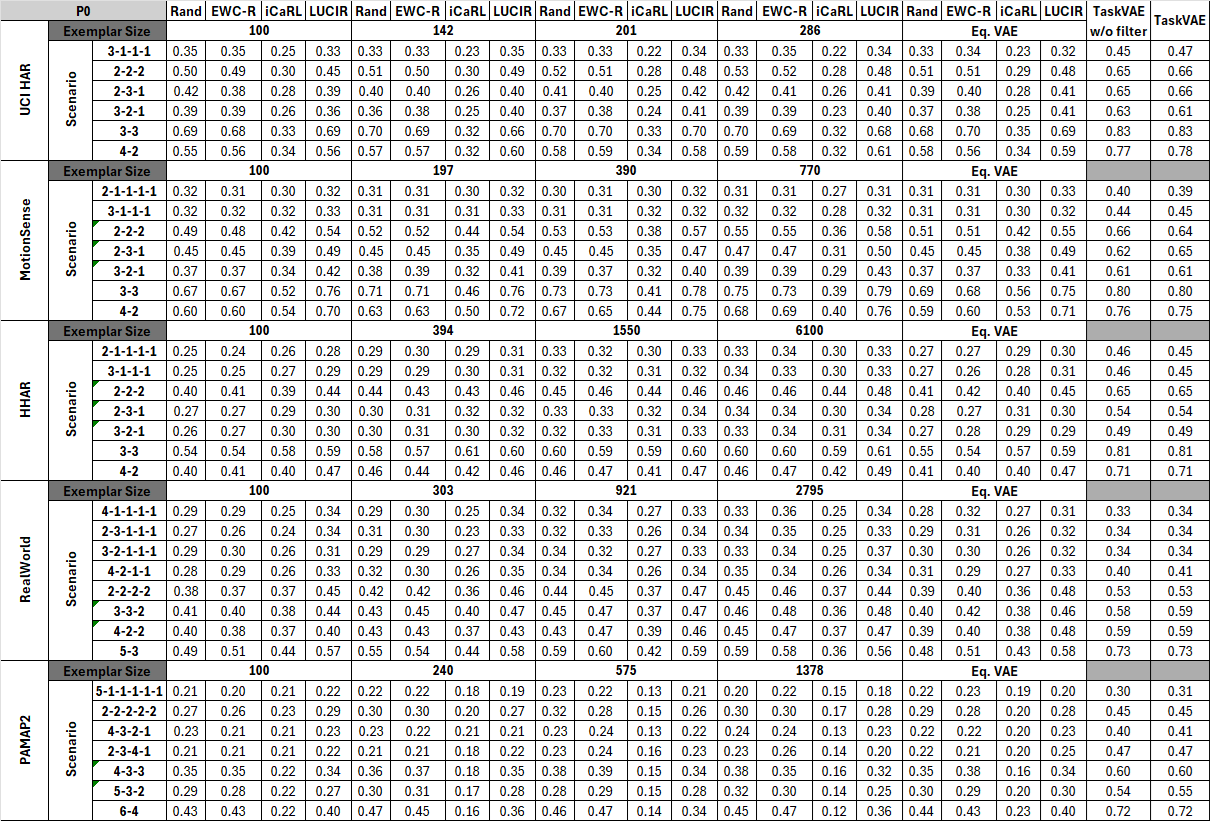 P0 Rand EWC-R iCaRL LUCIR Rand EWC-R iCaRL LUCIR Rand EWC-R iCaRL LUCIR Rand EWC-R iCaRL LUCIR Rand EWC-R iCaRL LUCIR TaskVAE w/o filter TaskVAE
UCI HAR
Exemplar Size 100 142 201 286 Eq. VAE
Scenario
3-1-1-1 0.35 0.35 0.25 0.33 0.33 0.33 0.23 0.35 0.33 0.33 0.22 0.34 0.33 0.35 0.22 0.34 0.33 0.34 0.23 0.32 0.45 0.47
2-2-2 0.50 0.49 0.30 0.45 0.51 0.50 0.30 0.49 0.52 0.51 0.28 0.48 0.53 0.52 0.28 0.48 0.51 0.51 0.29 0.48 0.65 0.66
2-3-1 0.42 0.38 0.28 0.39 0.40 0.40 0.26 0.40 0.41 0.40 0.25 0.42 0.42 0.41 0.26 0.41 0.39 0.40 0.28 0.41 0.65 0.66
3-2-1 0.39 0.39 0.26 0.36 0.36 0.38 0.25 0.40 0.37 0.38 0.24 0.41 0.39 0.39 0.23 0.40 0.37 0.38 0.25 0.41 0.63 0.61
3-3 0.69 0.68 0.33 0.69 0.70 0.69 0.32 0.66 0.70 0.70 0.33 0.70 0.70 0.69 0.32 0.68 0.68 0.70 0.35 0.69 0.83 0.83
4-2 0.55 0.56 0.34 0.56 0.57 0.57 0.32 0.60 0.58 0.59 0.34 0.58 0.59 0.58 0.32 0.61 0.58 0.56 0.34 0.59 0.77 0.78
MotionSense
Exemplar Size 100 197 390 770 Eq. VAE
Scenario
2-1-1-1-1 0.32 0.31 0.30 0.32 0.31 0.31 0.30 0.32 0.30 0.31 0.30 0.32 0.31 0.31 0.27 0.31 0.31 0.31 0.30 0.33 0.40 0.39
3-1-1-1 0.32 0.32 0.32 0.33 0.31 0.31 0.31 0.33 0.31 0.31 0.32 0.32 0.32 0.32 0.28 0.32 0.31 0.31 0.30 0.32 0.44 0.45
2-2-2 0.49 0.48 0.42 0.54 0.52 0.52 0.44 0.54 0.53 0.53 0.38 0.57 0.55 0.55 0.36 0.58 0.51 0.51 0.42 0.55 0.66 0.64
2-3-1 0.45 0.45 0.39 0.49 0.45 0.45 0.35 0.49 0.45 0.45 0.35 0.47 0.47 0.47 0.31 0.50 0.45 0.45 0.38 0.49 0.62 0.65
3-2-1 0.37 0.37 0.34 0.42 0.38 0.39 0.32 0.41 0.39 0.37 0.32 0.40 0.39 0.39 0.29 0.43 0.37 0.37 0.33 0.41 0.61 0.61
3-3 0.67 0.67 0.52 0.76 0.71 0.71 0.46 0.76 0.73 0.73 0.41 0.78 0.75 0.73 0.39 0.79 0.69 0.68 0.56 0.75 0.80 0.80
4-2 0.60 0.60 0.54 0.70 0.63 0.63 0.50 0.72 0.67 0.65 0.44 0.75 0.68 0.69 0.40 0.76 0.59 0.60 0.53 0.71 0.76 0.75
HHAR
Exemplar Size 100 394 1550 6100 Eq. VAE
Scenario
2-1-1-1-1 0.25 0.24 0.26 0.28 0.29 0.30 0.29 0.31 0.33 0.32 0.30 0.33 0.33 0.34 0.30 0.33 0.27 0.27 0.29 0.30 0.46 0.45
3-1-1-1 0.25 0.25 0.27 0.29 0.29 0.29 0.30 0.31 0.32 0.32 0.31 0.32 0.34 0.33 0.30 0.33 0.27 0.26 0.28 0.31 0.46 0.45
2-2-2 0.40 0.41 0.39 0.44 0.44 0.43 0.43 0.46 0.45 0.46 0.44 0.46 0.46 0.46 0.44 0.48 0.41 0.42 0.40 0.45 0.65 0.65
2-3-1 0.27 0.27 0.29 0.30 0.30 0.31 0.32 0.32 0.33 0.33 0.32 0.34 0.34 0.34 0.30 0.34 0.28 0.27 0.31 0.30 0.54 0.54
3-2-1 0.26 0.27 0.30 0.30 0.30 0.31 0.30 0.32 0.32 0.33 0.31 0.33 0.33 0.34 0.31 0.34 0.27 0.28 0.29 0.29 0.49 0.49
3-3 0.54 0.54 0.58 0.59 0.58 0.57 0.61 0.60 0.60 0.59 0.59 0.60 0.60 0.60 0.59 0.61 0.55 0.54 0.57 0.59 0.81 0.81
4-2 0.40 0.41 0.40 0.47 0.46 0.44 0.42 0.46 0.46 0.47 0.41 0.47 0.46 0.47 0.42 0.49 0.41 0.40 0.40 0.47 0.71 0.71
RealWorld
Exemplar Size 100 303 921 2795 Eq. VAE
Scenario
4-1-1-1-1 0.29 0.29 0.25 0.34 0.29 0.30 0.25 0.34 0.32 0.34 0.27 0.33 0.33 0.36 0.25 0.34 0.28 0.32 0.27 0.31 0.33 0.34
2-3-1-1-1 0.27 0.26 0.24 0.34 0.31 0.30 0.23 0.33 0.32 0.33 0.26 0.34 0.34 0.35 0.25 0.33 0.29 0.31 0.26 0.32 0.34 0.34
3-2-1-1-1 0.29 0.30 0.26 0.31 0.29 0.29 0.27 0.34 0.34 0.32 0.27 0.33 0.33 0.34 0.25 0.37 0.30 0.30 0.26 0.32 0.34 0.34
4-2-1-1 0.28 0.29 0.26 0.33 0.32 0.30 0.26 0.35 0.34 0.34 0.26 0.34 0.35 0.34 0.26 0.34 0.31 0.29 0.27 0.33 0.40 0.41
2-2-2-2 0.38 0.37 0.37 0.45 0.42 0.42 0.36 0.46 0.44 0.45 0.37 0.47 0.45 0.46 0.37 0.44 0.39 0.40 0.36 0.48 0.53 0.53
3-3-2 0.41 0.40 0.38 0.44 0.43 0.45 0.40 0.47 0.45 0.47 0.37 0.47 0.46 0.48 0.36 0.48 0.40 0.42 0.38 0.46 0.58 0.59
4-2-2 0.40 0.38 0.37 0.40 0.43 0.43 0.37 0.43 0.43 0.47 0.39 0.46 0.45 0.47 0.37 0.47 0.39 0.40 0.38 0.48 0.59 0.59
5-3 0.49 0.51 0.44 0.57 0.55 0.54 0.44 0.58 0.59 0.60 0.42 0.59 0.59 0.58 0.36 0.56 0.48 0.51 0.43 0.58 0.73 0.73
PAMAP2
Exemplar Size 100 240 575 1378 Eq. VAE
Scenario
5-1-1-1-1-1 0.21 0.20 0.21 0.22 0.22 0.22 0.18 0.19 0.23 0.22 0.13 0.21 0.20 0.22 0.15 0.18 0.22 0.23 0.19 0.20 0.30 0.31
2-2-2-2-2 0.27 0.26 0.23 0.29 0.30 0.30 0.20 0.27 0.32 0.28 0.15 0.26 0.30 0.30 0.17 0.28 0.29 0.28 0.20 0.28 0.45 0.45
4-3-2-1 0.23 0.21 0.21 0.23 0.23 0.22 0.21 0.21 0.23 0.24 0.13 0.22 0.24 0.24 0.13 0.23 0.22 0.22 0.20 0.23 0.40 0.41
2-3-4-1 0.21 0.21 0.21 0.22 0.21 0.21 0.18 0.22 0.23 0.24 0.16 0.23 0.23 0.26 0.14 0.20 0.22 0.21 0.20 0.25 0.47 0.47
4-3-3 0.35 0.35 0.22 0.34 0.36 0.37 0.18 0.35 0.38 0.39 0.15 0.34 0.38 0.35 0.16 0.32 0.35 0.38 0.16 0.34 0.60 0.60
5-3-2 0.29 0.28 0.22 0.27 0.30 0.31 0.17 0.28 0.28 0.29 0.15 0.28 0.32 0.30 0.14 0.25 0.30 0.29 0.20 0.30 0.54 0.55
6-4 0.43 0.43 0.22 0.40 0.47 0.45 0.16 0.36 0.46 0.47 0.14 0.34 0.45 0.47 0.12 0.36 0.44 0.43 0.23 0.40 0.72 0.72